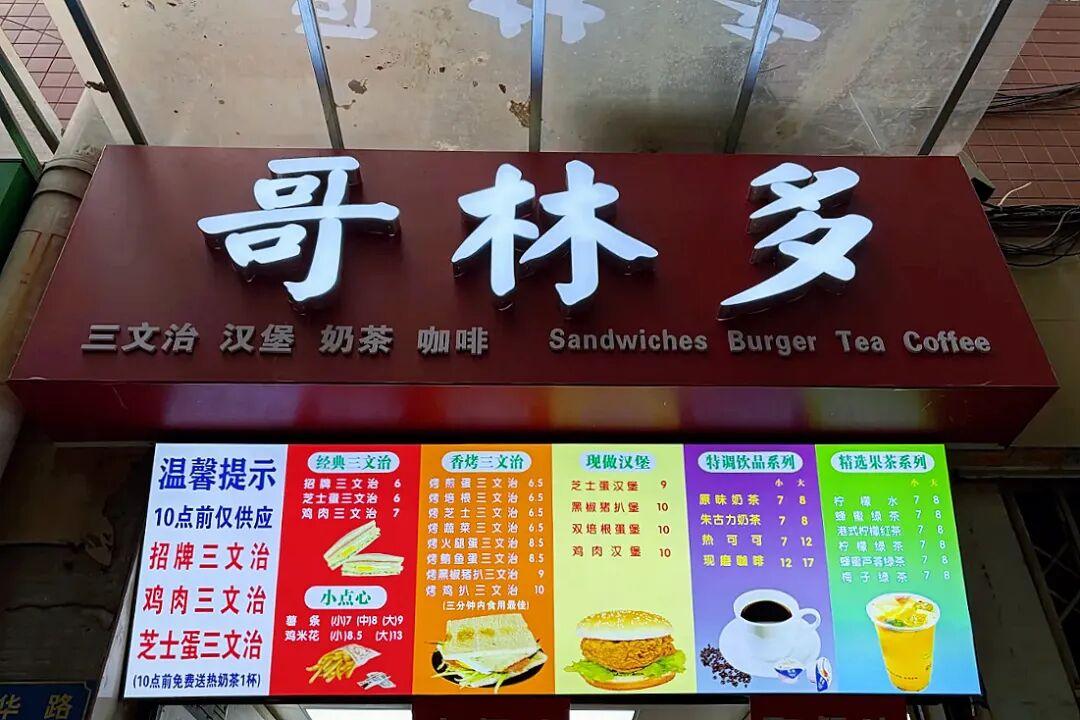 哥林多
三文治 汉堡 奶茶 咖啡 Sandwiches Burger Tea Coffee
温馨提示
10点前仅供应
招牌三文治
鸡肉三文治
芝士蛋三文治
(10点前免费送热奶茶1杯)
经典三文治
招牌三文治 6
芝士蛋三文治 6
鸡肉三文治 7
小点心
薯条 (小)7 (中)8 (大)9
鸡米花 (小)8.5 (大)13
香烤三文治
烤煎蛋三文治 6.5
烤培根三文治 6.5
烤芝士三文治 6.5
烤蔬菜三文治 6.5
烤火腿蛋三文治 8.5
烤鲔鱼蛋三文治 8.5
烤黑椒猪扒三文治 9
烤鸡扒三文治 10
(三分钟内食用最佳)
现做汉堡
芝士蛋汉堡 9
黑椒猪扒堡 10
双培根蛋堡 10
鸡肉汉堡 10
特调饮品系列
小 大
原味奶茶 7 8
朱古力奶茶 7 8
热可可 7 12
现磨咖啡 12 17
精选果茶系列
小 大
柠檬水 7 8
蜂蜜绿茶 7 8
港式柠檬红茶 7 8
柠檬绿茶 7 8
蜂蜜芦荟绿茶 7 8
梅子绿茶 7 8
华路